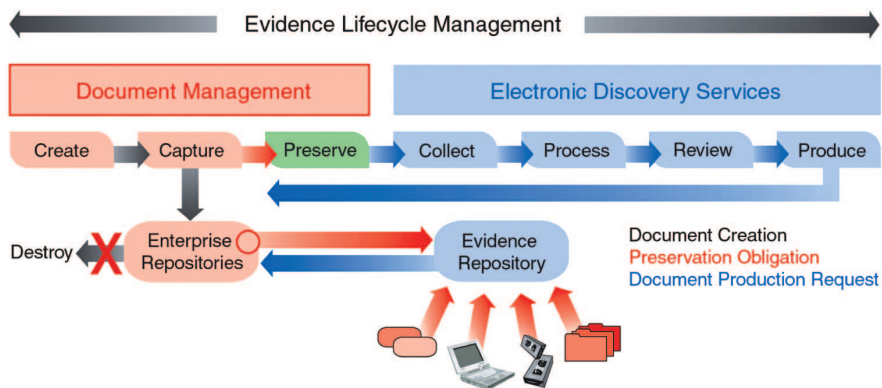 Evidence Lifecycle Management
Document Management
Electronic Discovery Services
Create
Capture
Preserve
Collect
Process
Review
Produce
Destroy
Enterprise
Repositories
Evidence
Repository
Document Creation
Preservation Obligation
Document Production Request